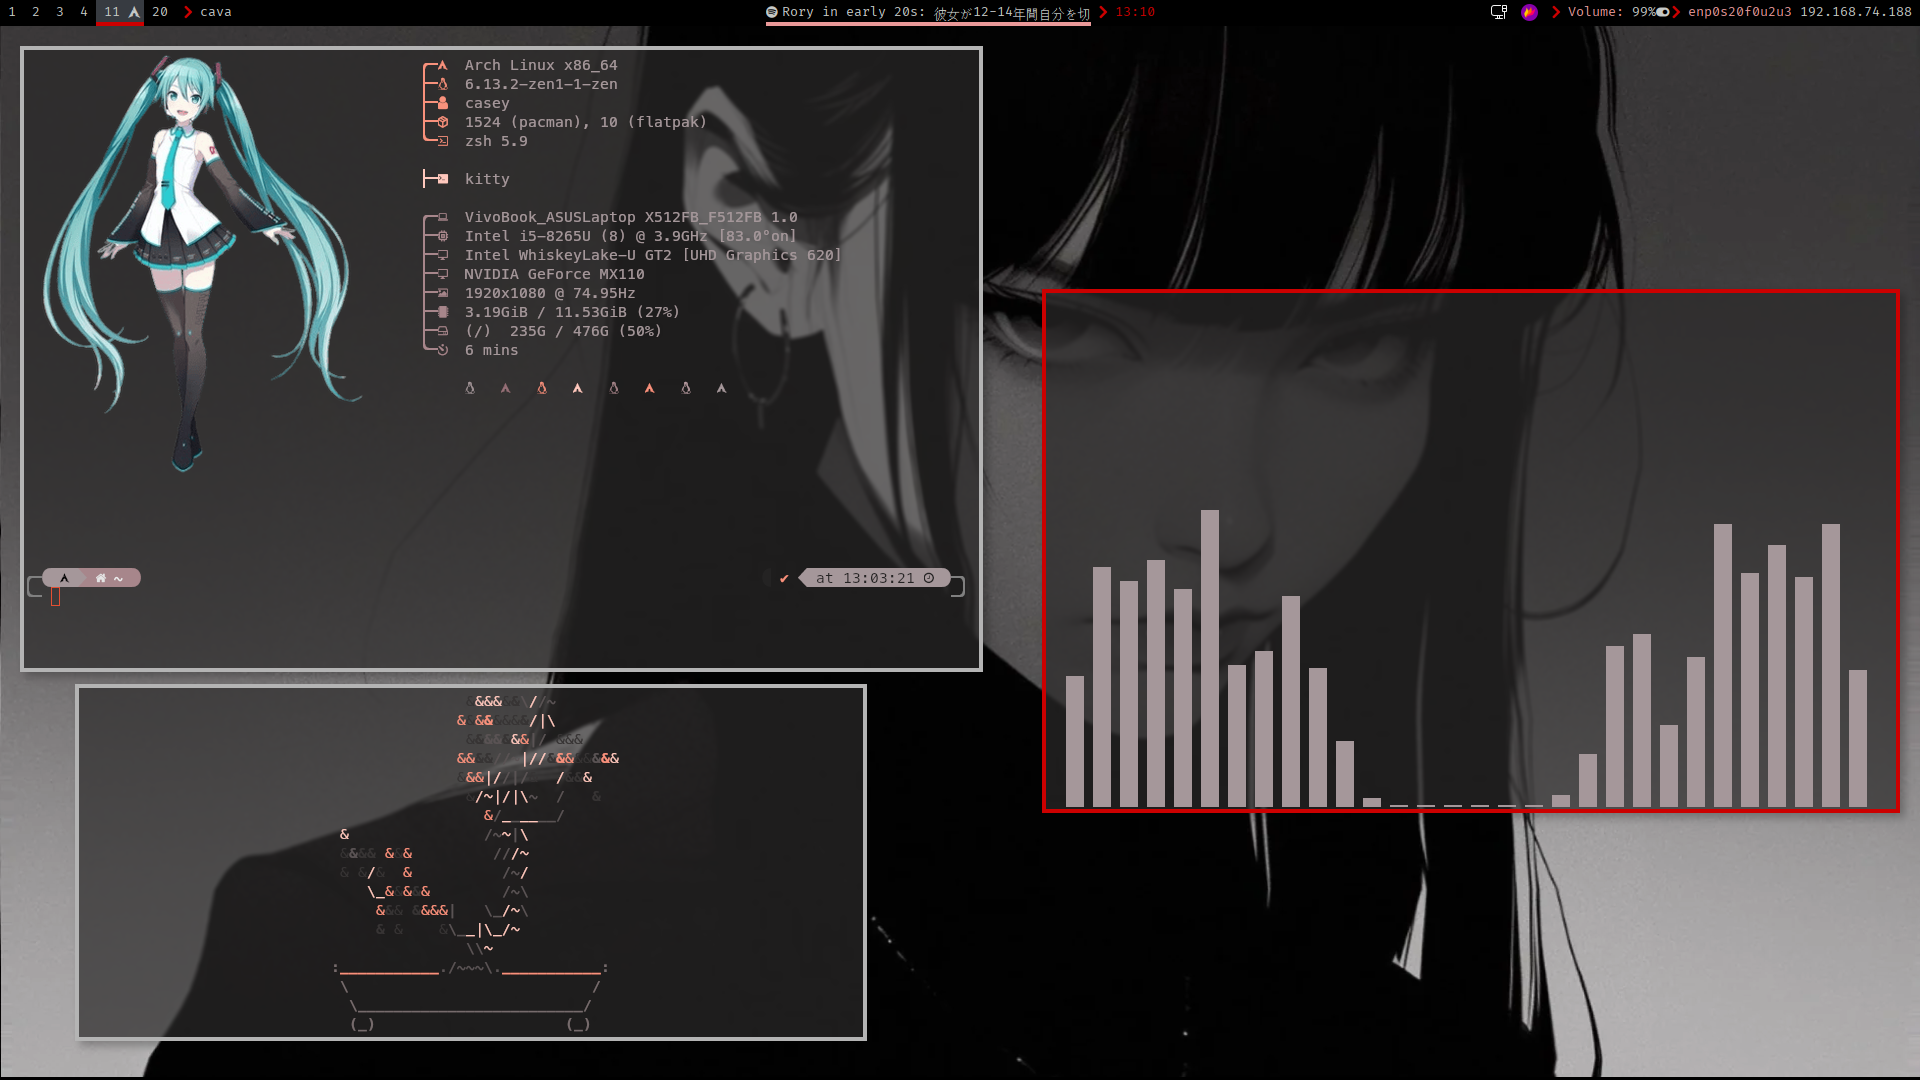 1 2 3 4 11 20 cava
Rory in early 20s: 彼女が12-14年間自分を切 13:10
Volume: 99% enp0s20f0u2u3 192.168.74.188
Arch Linux x86_64
6.13.2-zen1-1-zen
casey
1524 (pacman), 10 (flatpak)
zsh 5.9
kitty
VivoBook_ASUSLaptop X512FB_F512FB 1.0
Intel i5-8265U (8) @ 3.9GHz [83.0°on]
Intel WhiskeyLake-U GT2 [UHD Graphics 620]
NVIDIA GeForce MX110
1920x1080 @ 74.95Hz
3.19GiB / 11.53GiB (27%)
(/) 235G / 476G (50%)
6 mins
~
✔ at 13:03:21